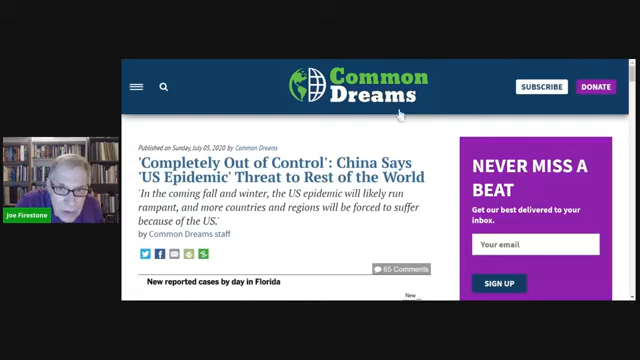 Common
Dreams
SUBSCRIBE
DONATE
Published on Sunday, July 05, 2020 by Common Dreams
'Completely Out of Control': China Says
'US Epidemic' Threat to Rest of the World
'In the coming fall and winter, the US epidemic will likely run
rampant, and more countries and regions will be forced to suffer
because of the US.'
by Common Dreams staff
65 Comments
New reported cases by day in Florida
New
NEVER MISS A
BEAT
Get our best delivered to your
inbox.
Your email
SIGN UP
Joe Firestone